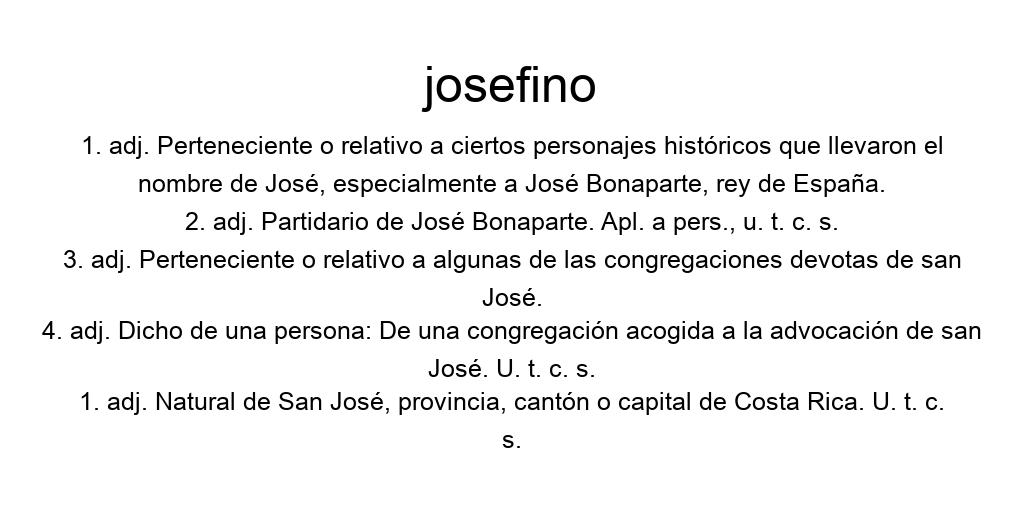 josefino
1. adj. Perteneciente o relativo a ciertos personajes históricos que llevaron el
nombre de José, especialmente a José Bonaparte, rey de España.
2. adj. Partidario de José Bonaparte. Apl. a pers., u. t. c. s.
3. adj. Perteneciente o relativo a algunas de las congregaciones devotas de san
José.
4. adj. Dicho de una persona: De una congregación acogida a la advocación de san
José. U. t. c. s.
1. adj. Natural de San José, provincia, cantón o capital de Costa Rica. U. t. c.
s.